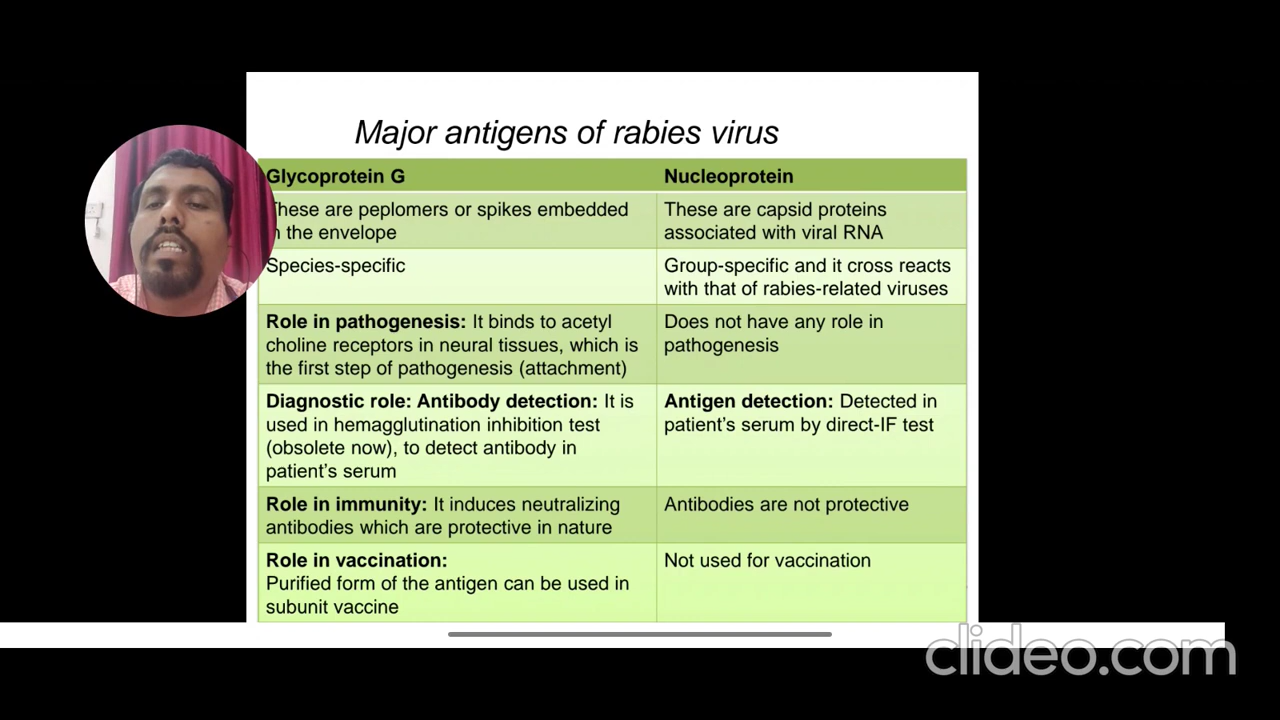 Major antigens of rabies virus
Glycoprotein G
Nucleoprotein
These are peplomers or spikes embedded
the envelope
These are capsid proteins
associated with viral RNA
Species-specific
Group-specific and it cross reacts
with that of rabies-related viruses
Role in pathogenesis: It binds to acetyl
choline receptors in neural tissues, which is
the first step of pathogenesis (attachment)
Does not have any role in
pathogenesis
Diagnostic role: Antibody detection: It is
used in hemagglutination inhibition test
(obsolete now), to detect antibody in
patient's serum
Antigen detection: Detected in
patient's serum by direct-IF test
Role in immunity: It induces neutralizing
antibodies which are protective in nature
Antibodies are not protective
Role in vaccination:
Purified form of the antigen can be used in
subunit vaccine
Not used for vaccination
clideo.com